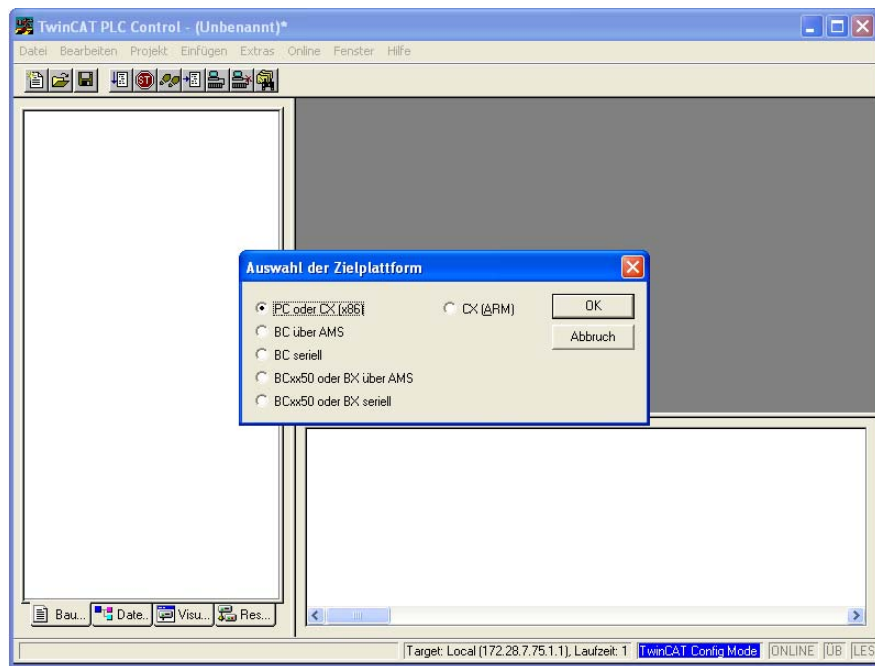 TwinCAT PLC Control - (Unbenannt)*
Datei Bearbeiten Projekt Einfügen Extras Online Fenster Hilfe
Auswahl der Zielplattform
PC oder CX (x86)
CX (ARM)
OK
BC über AMS
Abbruch
BC seriell
BCxx50 oder BX über AMS
BCxx50 oder BX seriell
Bau... Date... Visu... Res...
Target: Local (172.28.7.75.1.1), Laufzeit: 1 TwinCAT Config Mode ONLINE ÜB LES